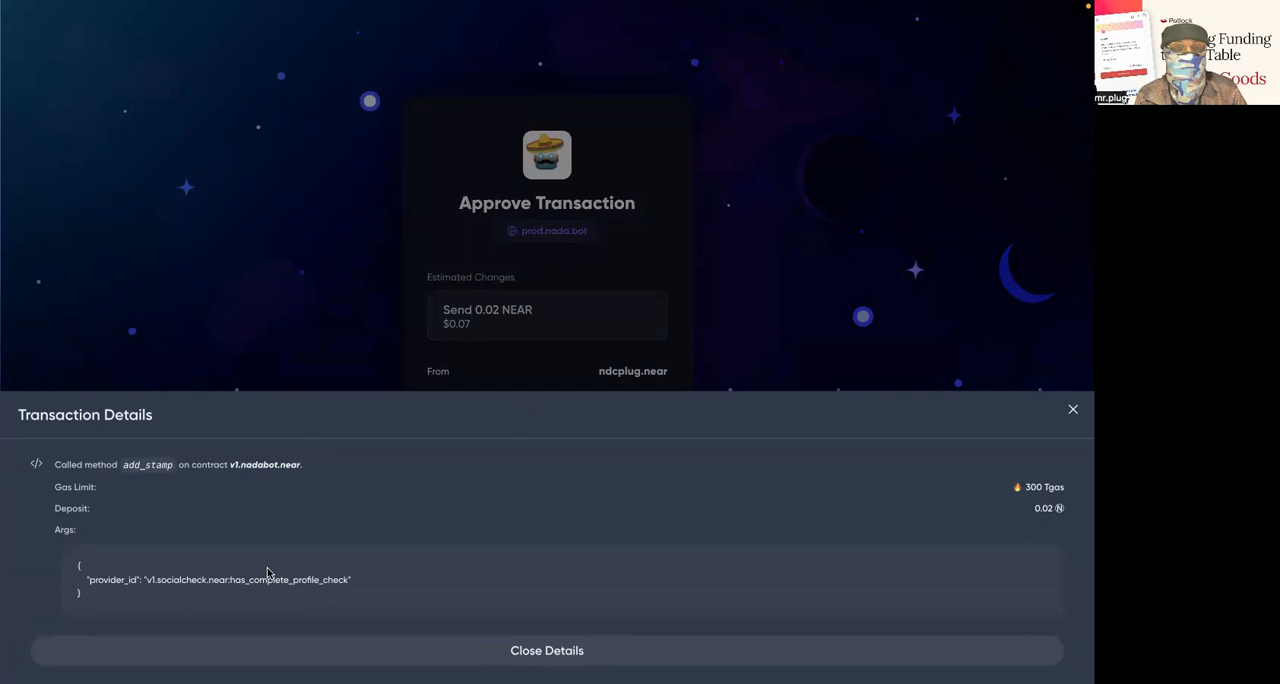 Approve Transaction
prod.nada.bot
Estimated Changes
Send 0.02 NEAR
$0.07
From
ndcplug.near
Transaction Details
Called method add_stamp on contract v1.nadabot.near.
Gas Limit:
300 Tgas
Deposit:
0.02
Args:
{
"provider_id": "v1.socialcheck.near:has_complete_profile_check"
}
Close Details
Potlock
g Funding
Table
Goods
mr.plug